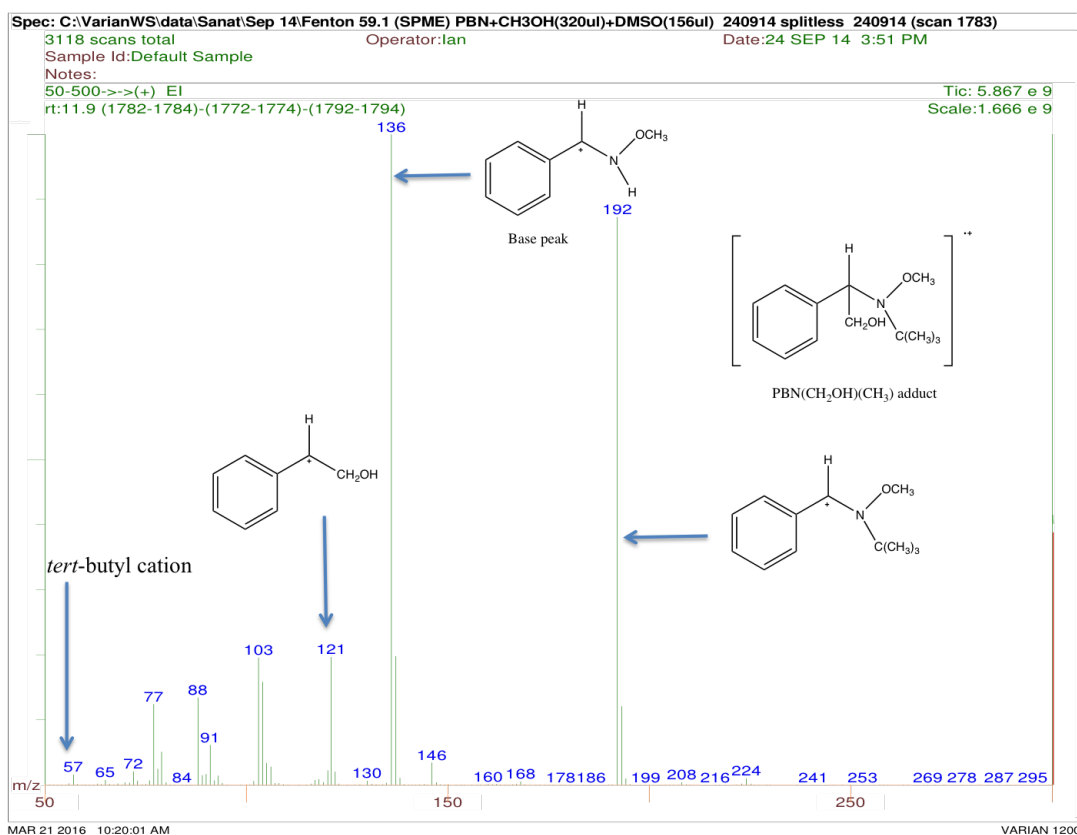 Spec: C:\VarianWS\data\Sanat\Sep 14\Fenton 59.1 (SPME) PBN+CH3OH(320ul)+DMSO(156ul)  240914 splitless  240914 (scan 1783)
3118 scans total Operator:Ian Date:24 SEP 14  3:51 PM
Sample Id:Default Sample
Notes:
50-500->->(+)  EI Tic: 5.867 e 9
rt:11.9 (1782-1784)-(1772-1774)-(1792-1794) Scale:1.666 e 9
136
H
OCH₃
+
N
H
192
Base peak
·+
H
OCH₃
N
CH₂OH
C(CH₃)₃
PBN(CH₂OH)(CH₃) adduct
H
+
CH₂OH
H
OCH₃
+
N
C(CH₃)₃
tert-butyl cation
103 121
77 88
91
57 65 72 84 130 146 160 168 178 186 199 208 216 224 241 253 269 278 287 295
m/z
50 150 250
MAR 21 2016   10:20:01 AM VARIAN 1200